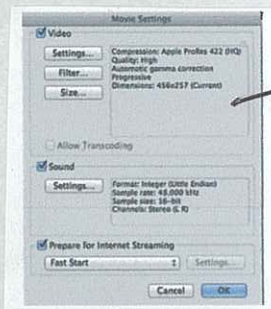 Movie Settings
Video
Settings...
Filter...
Size...
Compression: Apple ProRes 422 (HQ)
Quality: High
Automatic gamma correction
Progressive
Dimensions: 456x257 (Current)
Allow Transcoding
Sound
Settings...
Format: Integer (Little Endian)
Sample rate: 48.000 kHz
Sample size: 16-bit
Channels: Stereo (L R)
Prepare for Internet Streaming
Fast Start
Settings...
Cancel
OK